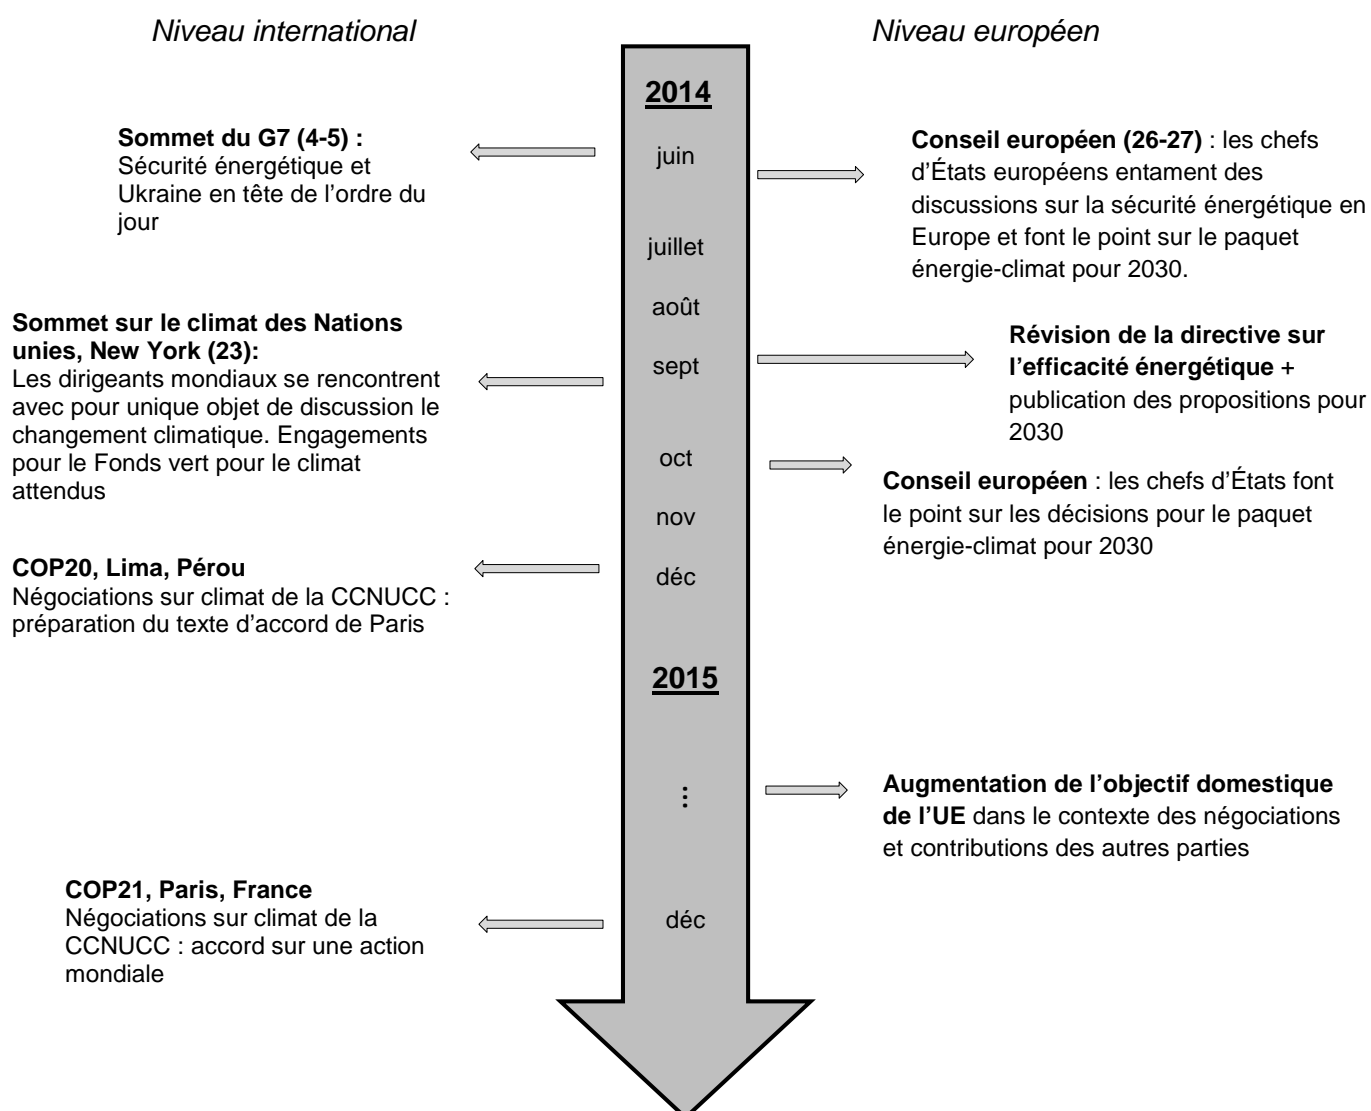 Niveau international
Niveau européen
2014
Sommet du G7 (4-5) :
Sécurité énergétique et
Ukraine en tête de l'ordre du
jour
juin
Conseil européen (26-27) : les chefs
d'États européens entament des
discussions sur la sécurité énergétique en
Europe et font le point sur le paquet
énergie-climat pour 2030.
juillet
août
Sommet sur le climat des Nations
unies, New York (23):
Les dirigeants mondiaux se rencontrent
avec pour unique objet de discussion le
changement climatique. Engagements
pour le Fonds vert pour le climat
attendus
sept
Révision de la directive sur
l'efficacité énergétique +
publication des propositions pour
2030
oct
Conseil européen : les chefs d'États font
le point sur les décisions pour le paquet
énergie-climat pour 2030
nov
COP20, Lima, Pérou
Négociations sur climat de la CCNUCC :
préparation du texte d'accord de Paris
déc
2015
...
Augmentation de l'objectif domestique
de l'UE dans le contexte des négociations
et contributions des autres parties
COP21, Paris, France
Négociations sur climat de la
CCNUCC : accord sur une action
mondiale
déc